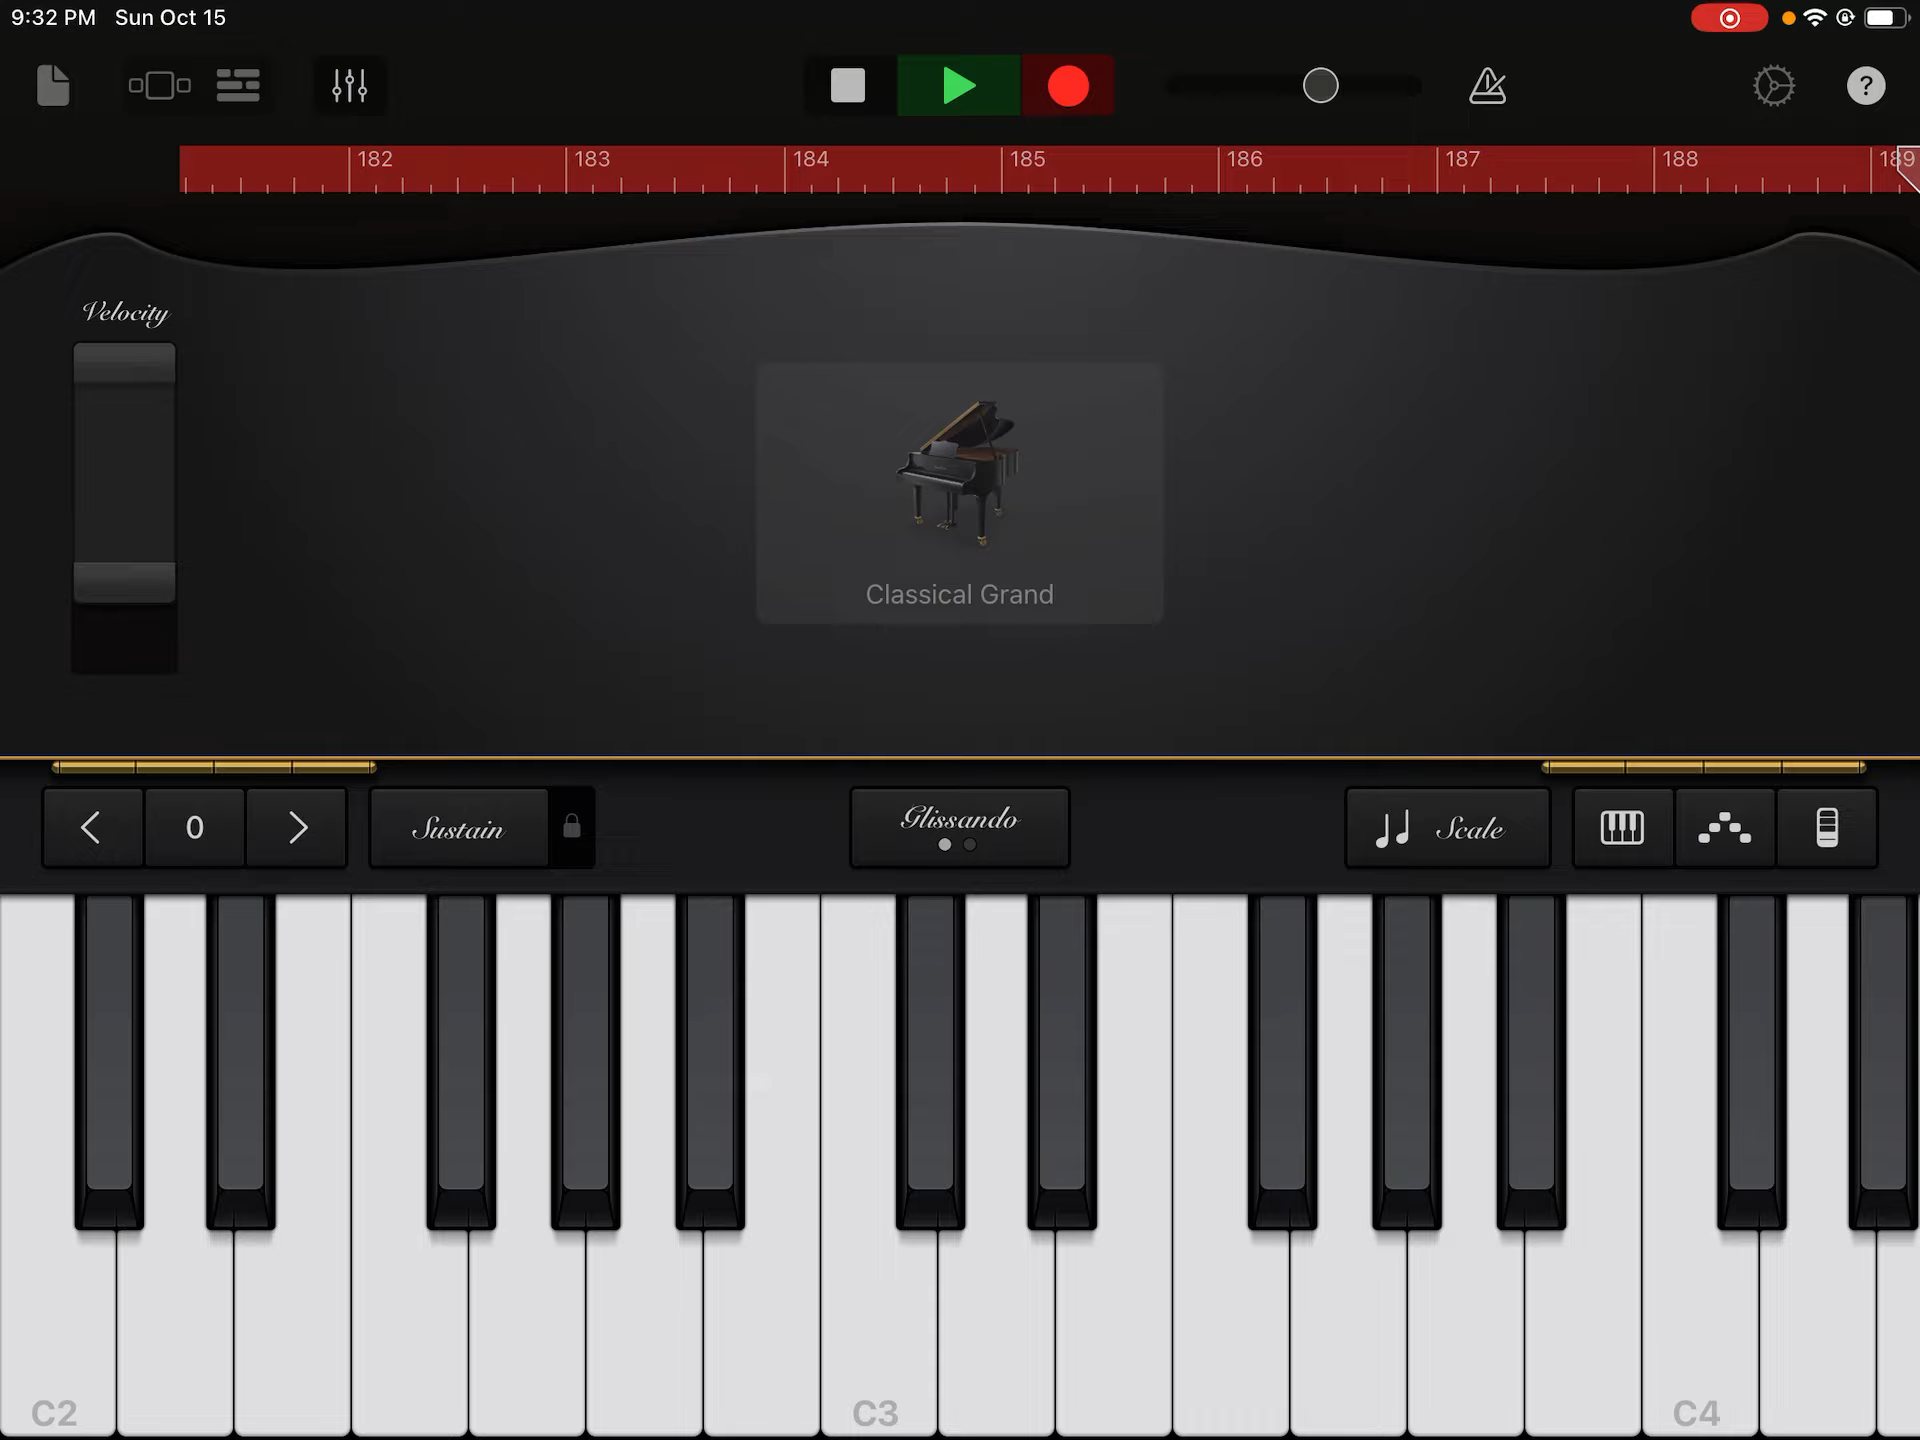 9:32 PM Sun Oct 15
?
182 183 184 185 186 187 188 189
Velocity
Classical Grand
0 Sustain Glissando Scale
C2 C3 C4